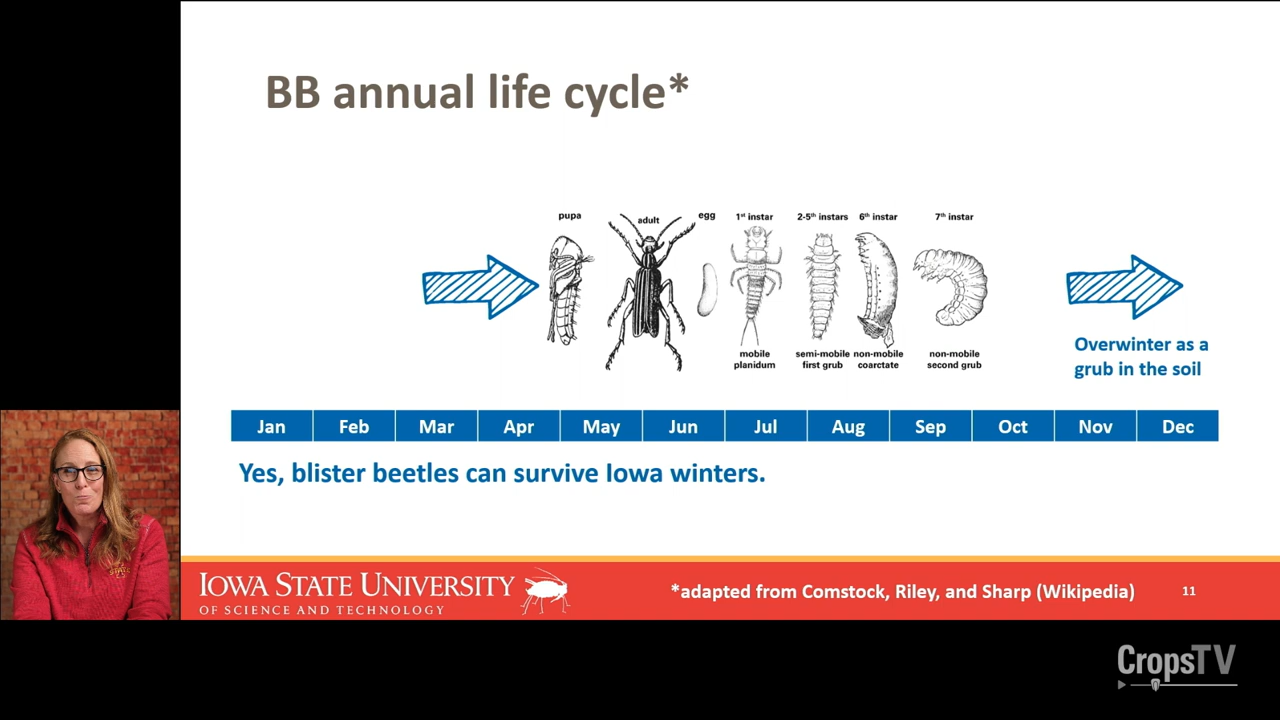 BB annual life cycle*
pupa
adult
egg
1st instar
2-5th instars
6th instar
7th instar
mobile
planidum
semi-mobile
first grub
non-mobile
coarctate
non-mobile
second grub
Overwinter as a
grub in the soil
Jan Feb Mar Apr May Jun Jul Aug Sep Oct Nov Dec
Yes, blister beetles can survive Iowa winters.
IOWA STATE UNIVERSITY
OF SCIENCE AND TECHNOLOGY
*adapted from Comstock, Riley, and Sharp (Wikipedia)
11
CropsTV